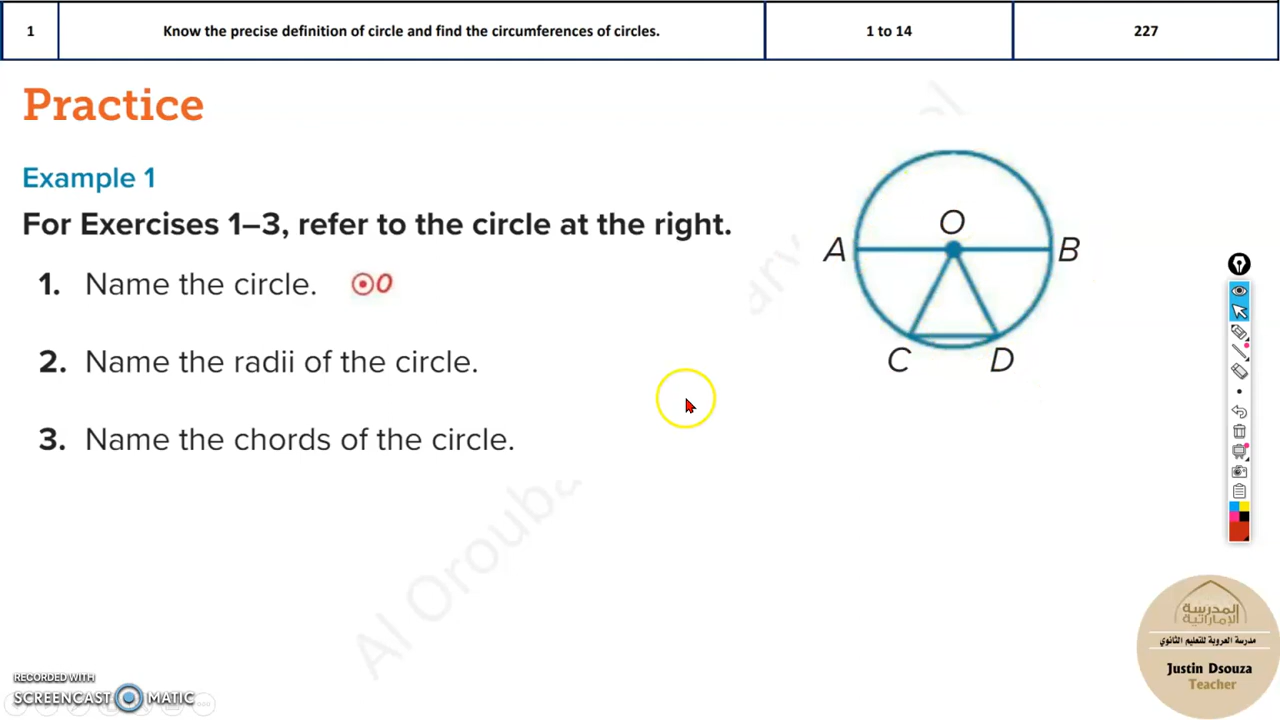 1 Know the precise definition of circle and find the circumferences of circles. 1 to 14 227
Practice
Example 1
For Exercises 1–3, refer to the circle at the right.
1. Name the circle. ⊙O
2. Name the radii of the circle.
3. Name the chords of the circle.
O
A
B
C
D
Al Orouba
المدرسة
الإماراتية
مدرسة العروبة للتعليم الثانوي
Justin Dsouza
Teacher
RECORDED WITH
SCREENCAST MATIC